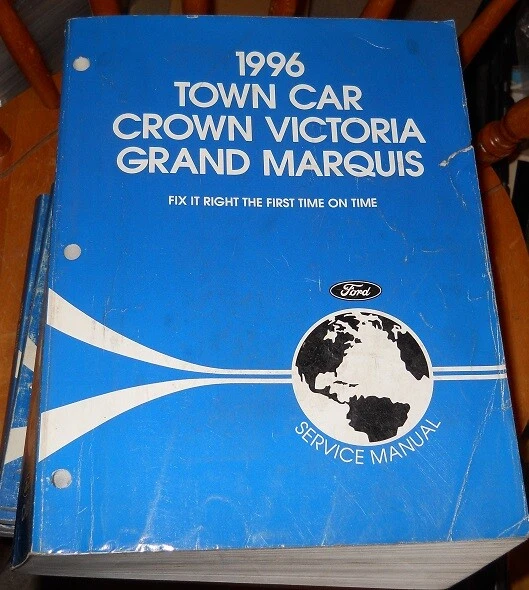 1996
TOWN CAR
CROWN VICTORIA
GRAND MARQUIS
FIX IT RIGHT THE FIRST TIME ON TIME
Ford
SERVICE MANUAL